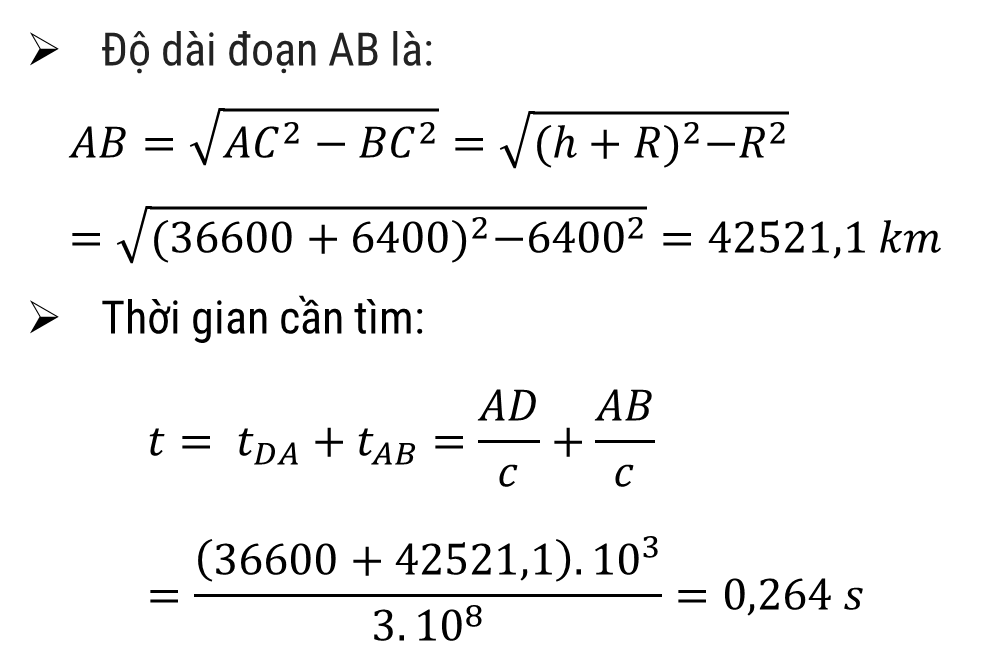 ➢ Độ dài đoạn AB là:
AB = √(AC² − BC²) = √((h + R)²−R²)
= √((36600 + 6400)²−6400²) = 42521,1 km
➢ Thời gian cần tìm:
t = t_DA + t_AB = AD/c + AB/c
= (36600 + 42521,1). 10³ / 3. 10⁸ = 0,264 s